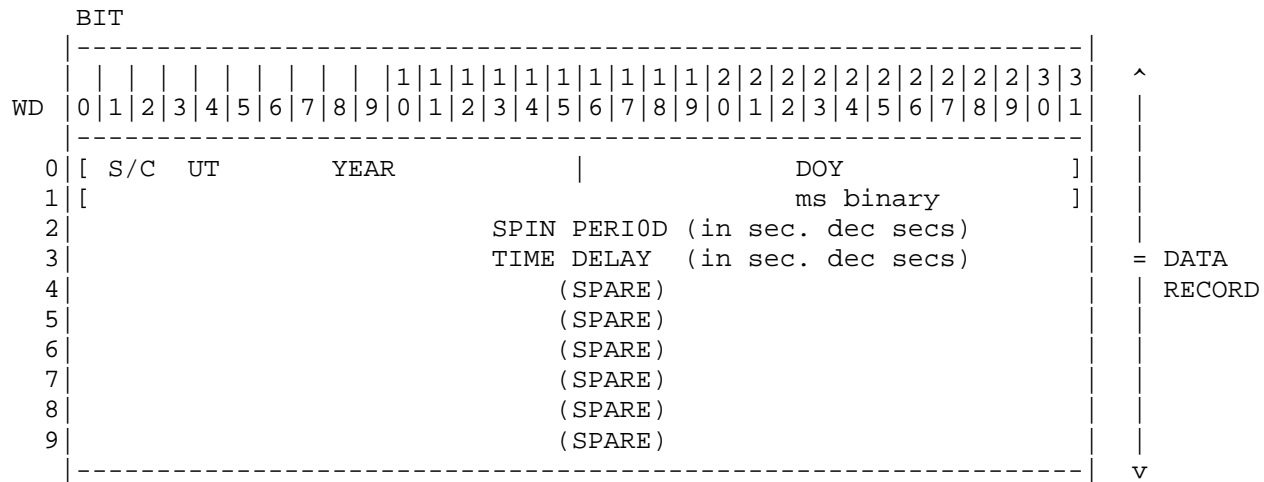 BIT
    |---------------------------------------------------------------|
    | | | | | | | | | | |1|1|1|1|1|1|1|1|1|1|2|2|2|2|2|2|2|2|2|2|3|3|  ^
WD  |0|1|2|3|4|5|6|7|8|9|0|1|2|3|4|5|6|7|8|9|0|1|2|3|4|5|6|7|8|9|0|1|  |
    |---------------------------------------------------------------|  |
   0|[ S/C  UT       YEAR           |             DOY                ]|  |
   1|[                                            ms binary        ]|  |
   2|                          SPIN PERI0D (in sec. dec secs)       |  |
   3|                          TIME DELAY  (in sec. dec secs)       |  = DATA
   4|                              (SPARE)                          |  | RECORD
   5|                              (SPARE)                          |  |
   6|                              (SPARE)                          |  |
   7|                              (SPARE)                          |  |
   8|                              (SPARE)                          |  |
   9|                              (SPARE)                          |  |
    |---------------------------------------------------------------|  v